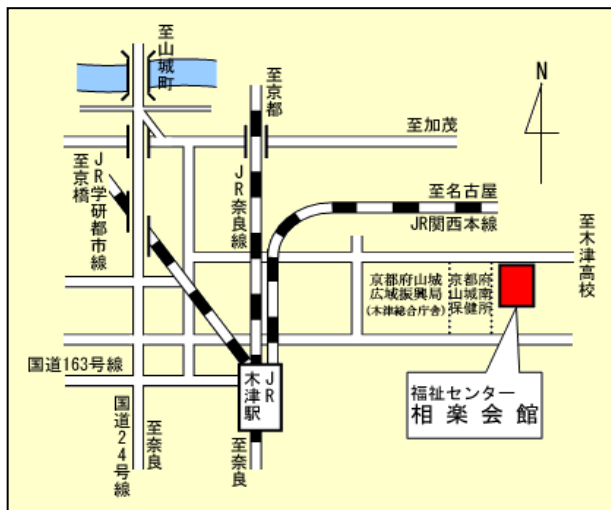 至山城町
至京都
N
至加茂
JR学研都市線
至京橋
JR奈良線
至名古屋
JR関西本線
至木津高校
京都府山城
広域振興局
(木津総合庁舎)
京都府
山城南
保健所
国道163号線
JR
木津駅
福祉センター
相楽会館
国道24号線
至奈良
至奈良